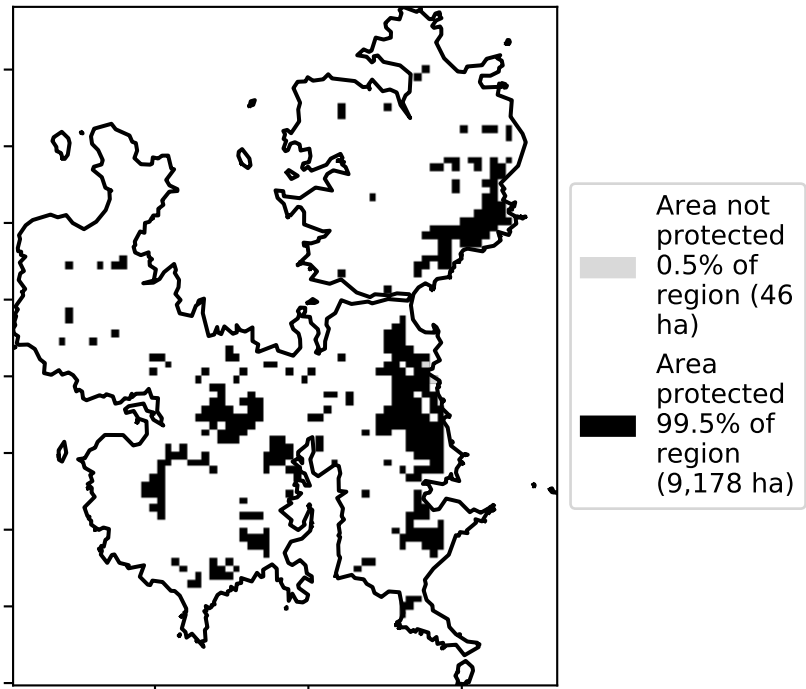 Area not
protected
0.5% of
region (46
ha)
Area
protected
99.5% of
region
(9,178 ha)